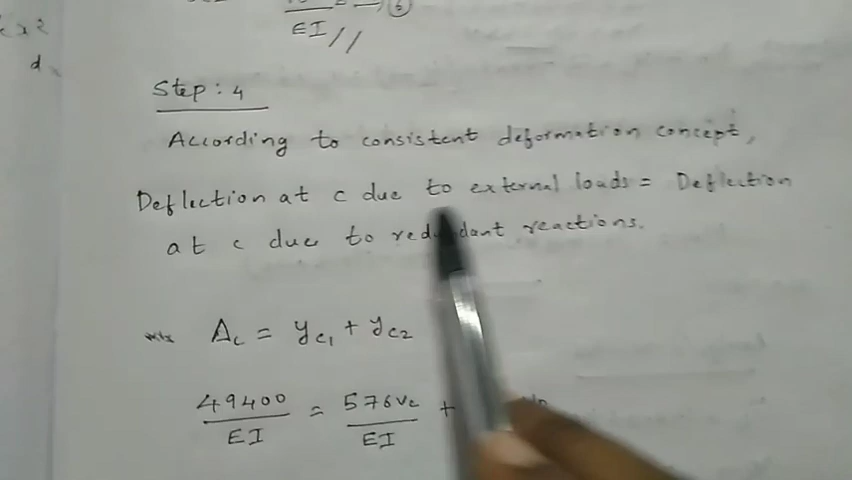 x 2
d
EI //
Step : 4
According to consistent deformation concept,
Deflection at c due to external loads = Deflection
at c due to redundant reactions.
Δc = yc1 + yc2
49400/EI = 576Vc/EI +